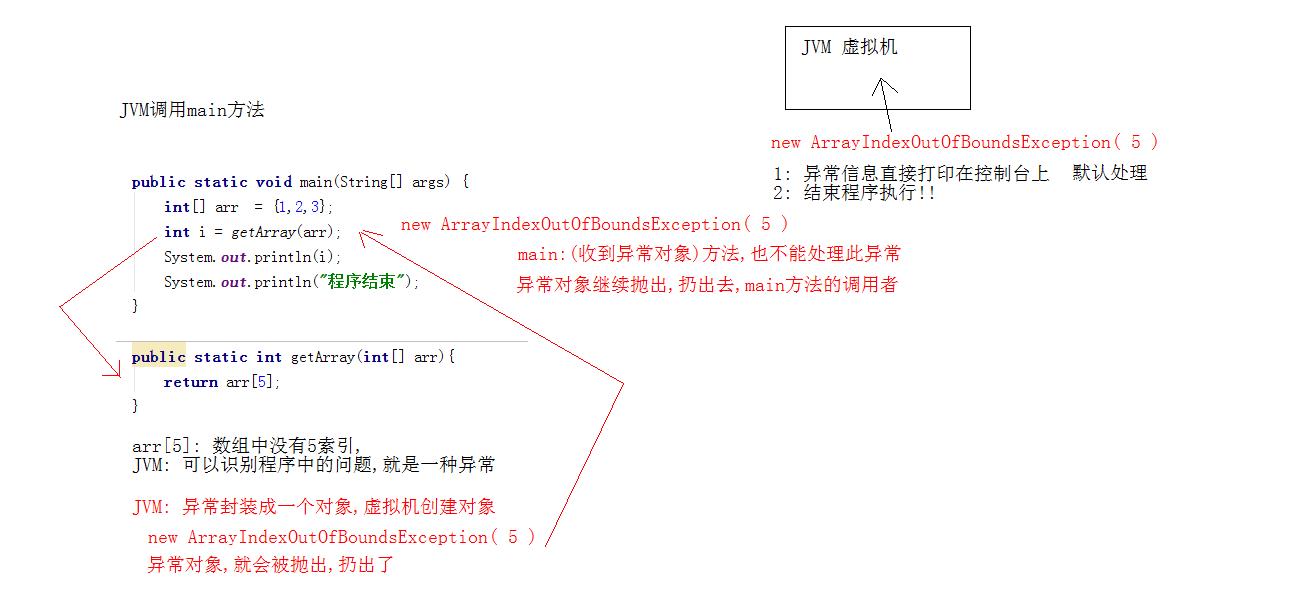 JVM 虚拟机
JVM调用main方法
new ArrayIndexOutOfBoundsException( 5 )
1: 异常信息直接打印在控制台上 默认处理
2: 结束程序执行!!
public static void main(String[] args) {
int[] arr = {1,2,3};
int i = getArray(arr);
System.out.println(i);
System.out.println("程序结束");
}
new ArrayIndexOutOfBoundsException( 5 )
main:(收到异常对象)方法,也不能处理此异常
异常对象继续抛出,扔出去,main方法的调用者
public static int getArray(int[] arr){
return arr[5];
}
arr[5]: 数组中没有5索引,
JVM: 可以识别程序中的问题,就是一种异常
JVM: 异常封装成一个对象,虚拟机创建对象
new ArrayIndexOutOfBoundsException( 5 )
异常对象,就会被抛出,扔出了